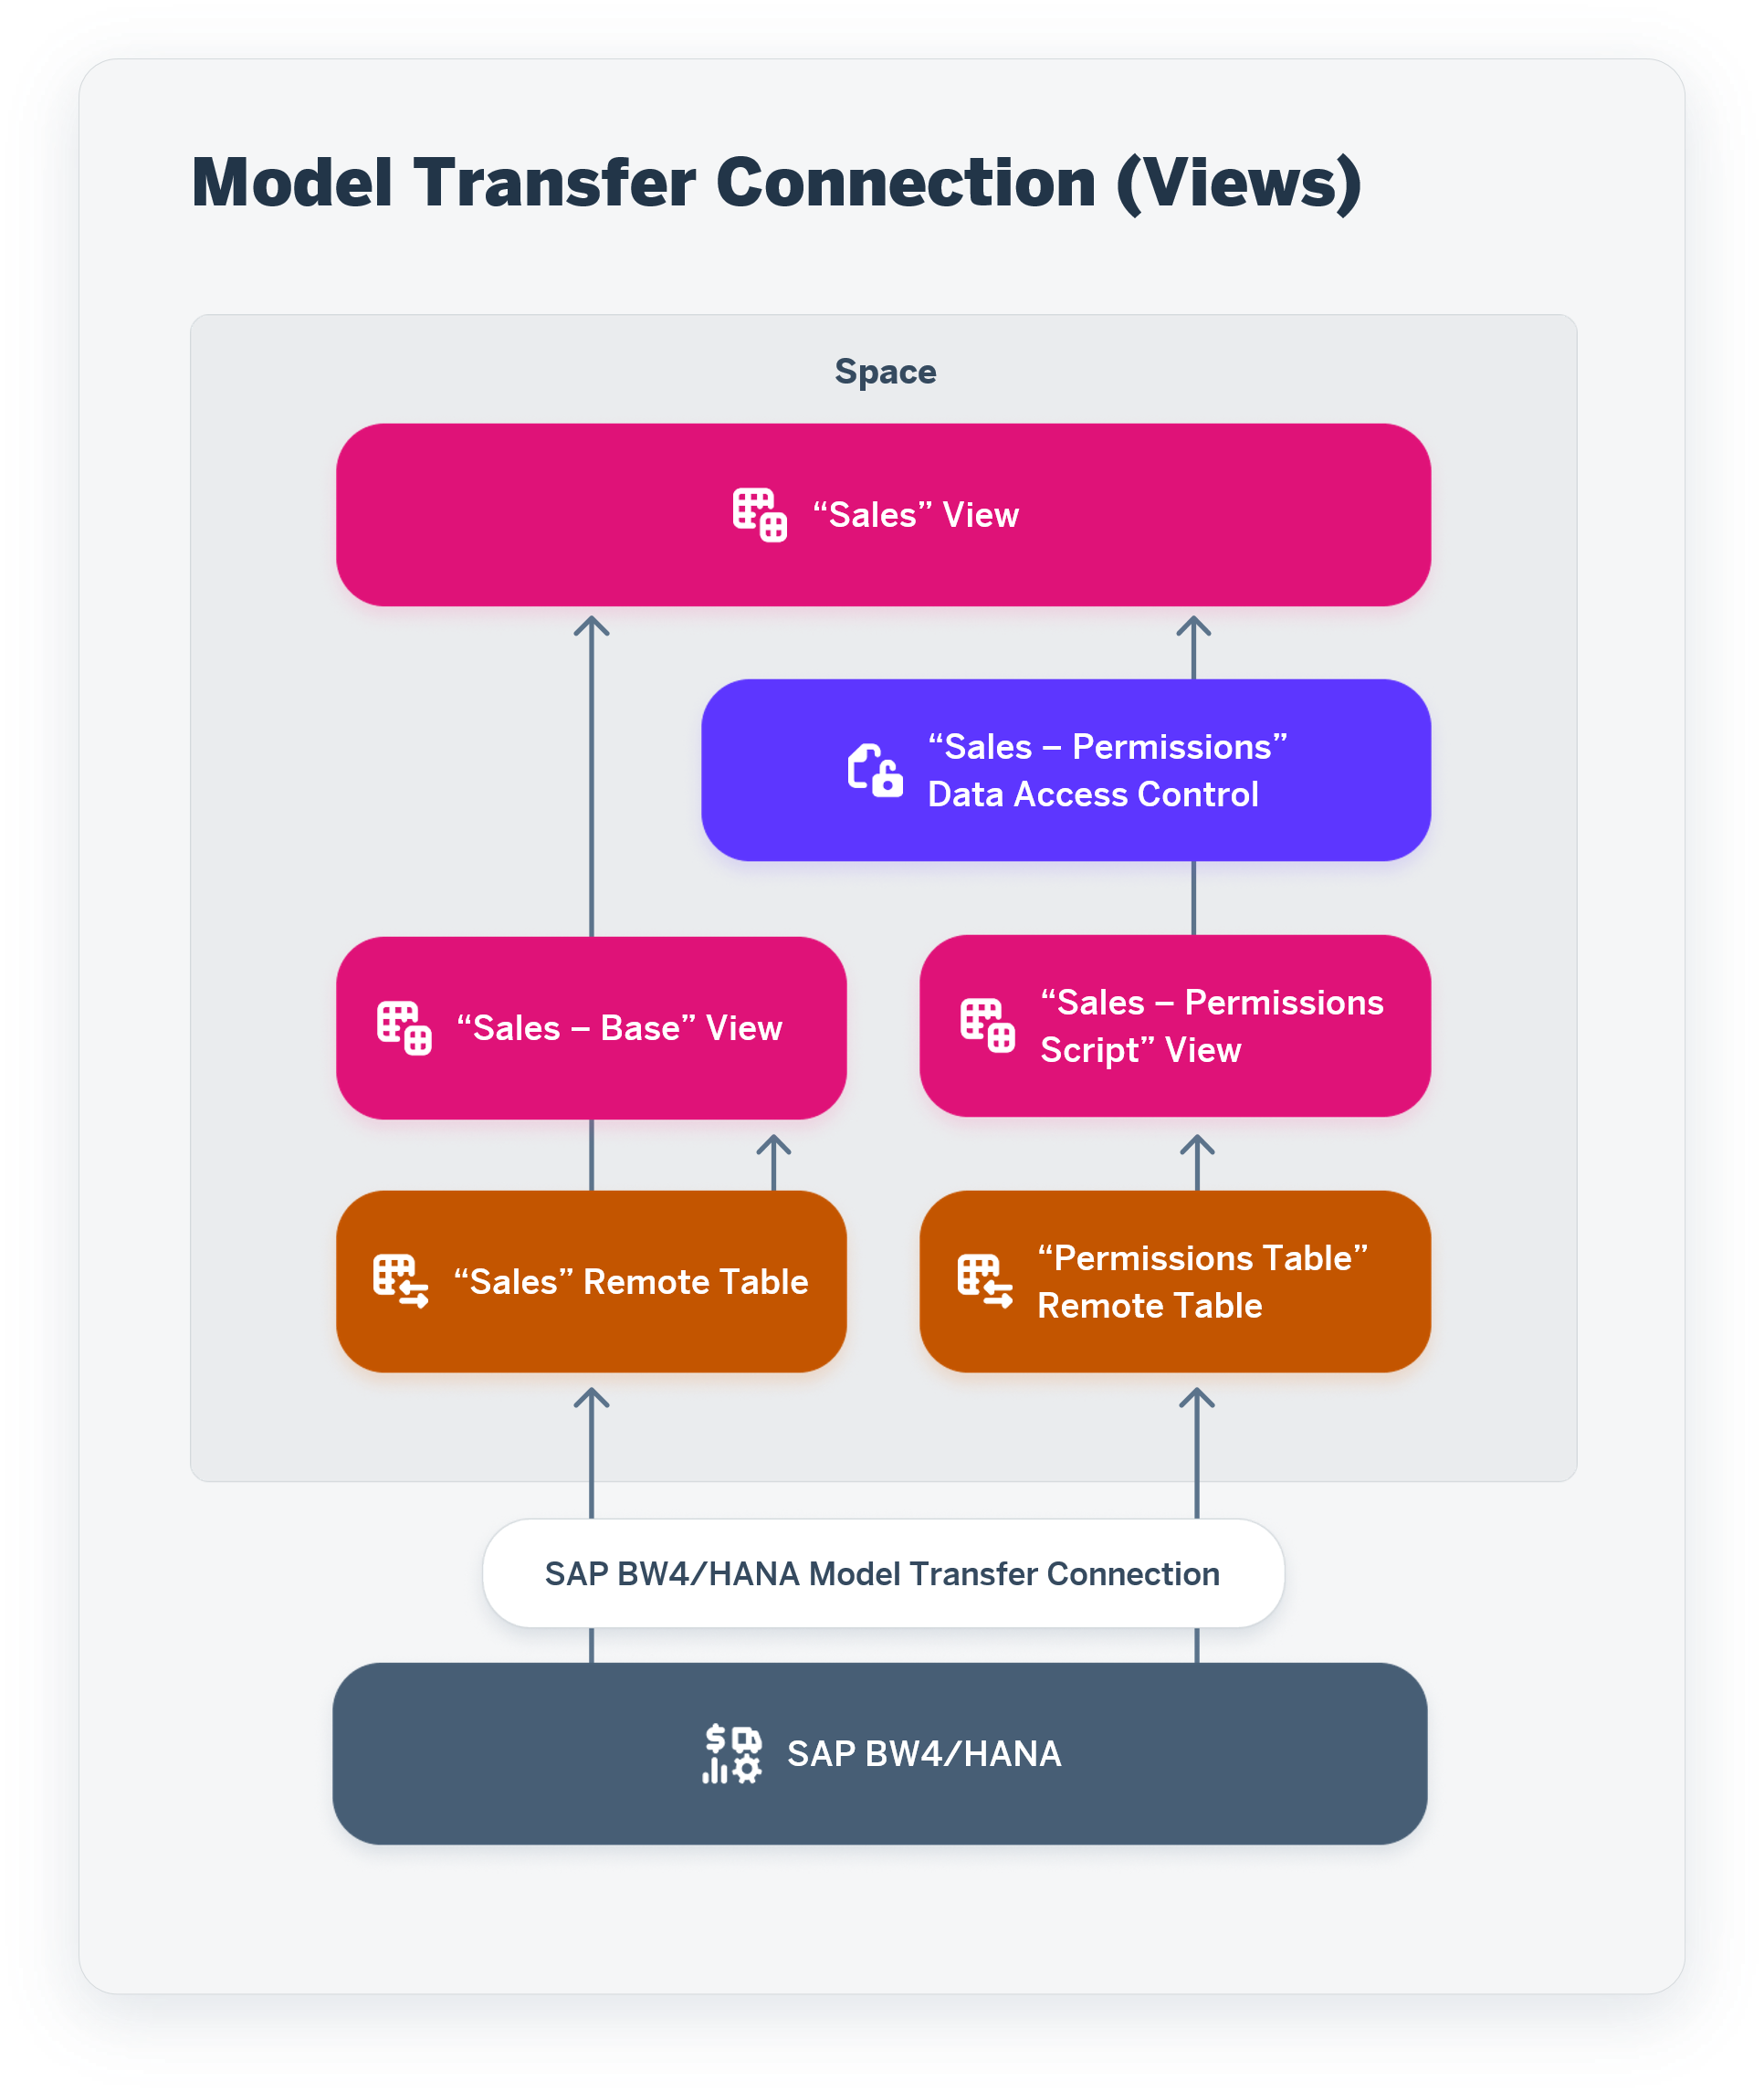 Model Transfer Connection (Views)
Space
“Sales” View
“Sales – Permissions”
Data Access Control
“Sales – Base” View
“Sales – Permissions
Script” View
“Sales” Remote Table
“Permissions Table”
Remote Table
SAP BW4/HANA Model Transfer Connection
SAP BW4/HANA